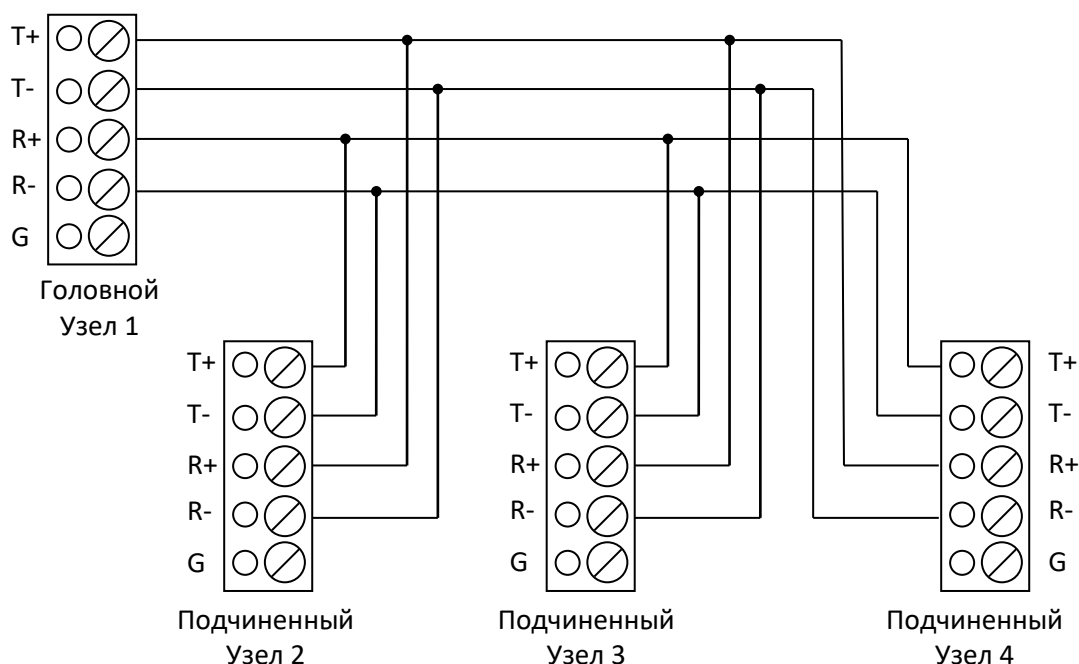 T+
T-
R+
R-
G
Головной
Узел 1
T+
T-
R+
R-
G
Подчиненный
Узел 2
T+
T-
R+
R-
G
Подчиненный
Узел 3
T+
T-
R+
R-
G
Подчиненный
Узел 4